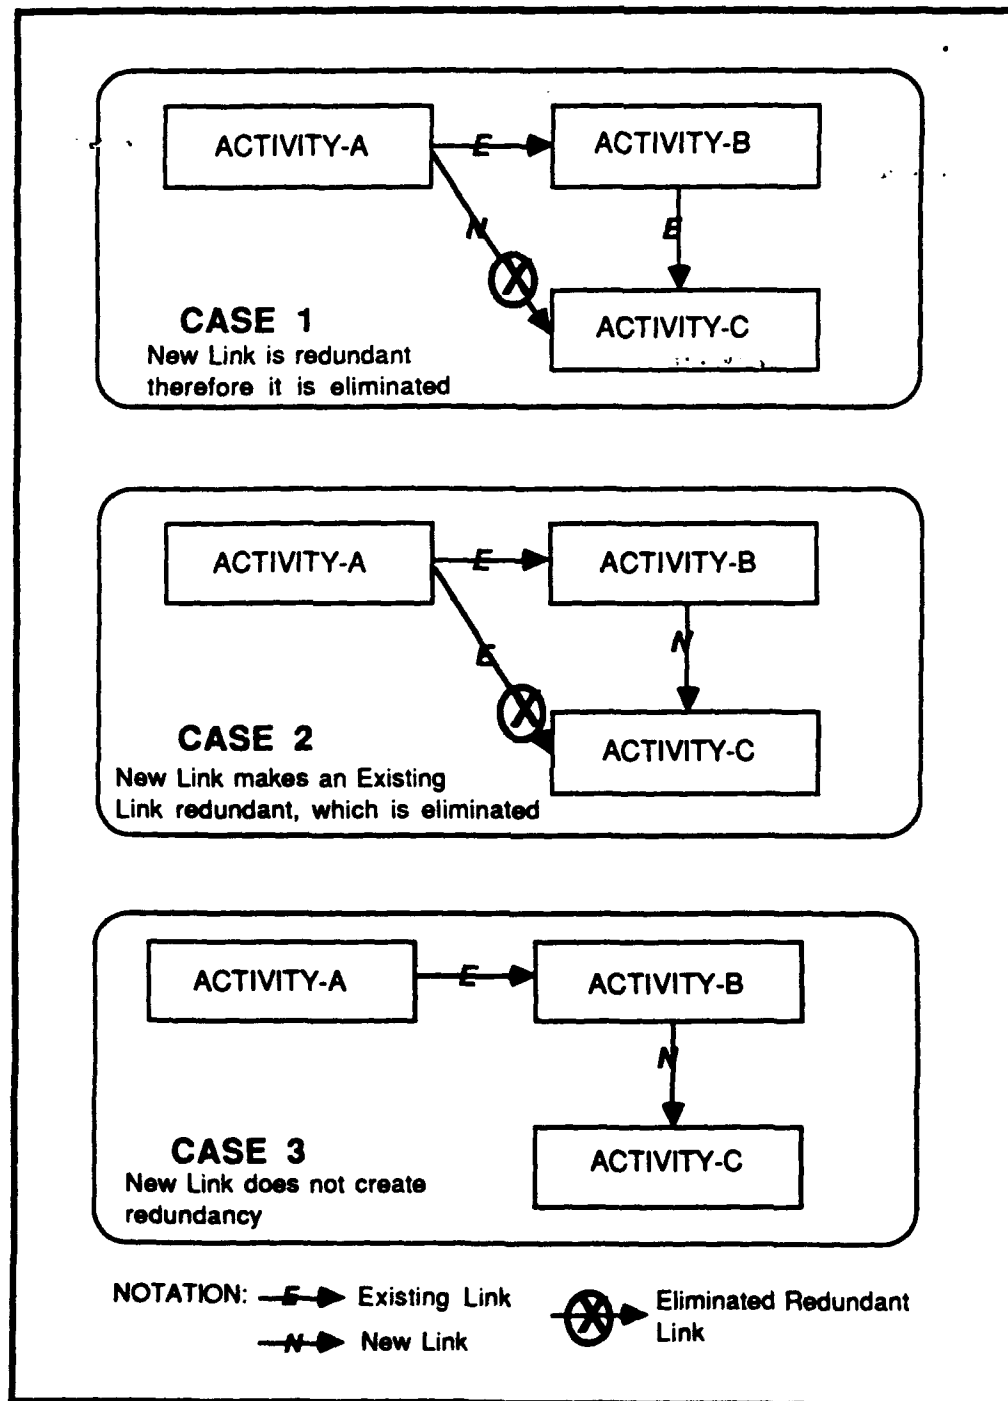 ACTIVITY-A
E
ACTIVITY-B
N
E
X
ACTIVITY-C
CASE 1
New Link is redundant
therefore it is eliminated
ACTIVITY-A
E
ACTIVITY-B
E
N
X
ACTIVITY-C
CASE 2
New Link makes an Existing
Link redundant, which is eliminated
ACTIVITY-A
E
ACTIVITY-B
N
ACTIVITY-C
CASE 3
New Link does not create
redundancy
NOTATION: E Existing Link
N New Link
X Eliminated Redundant
Link